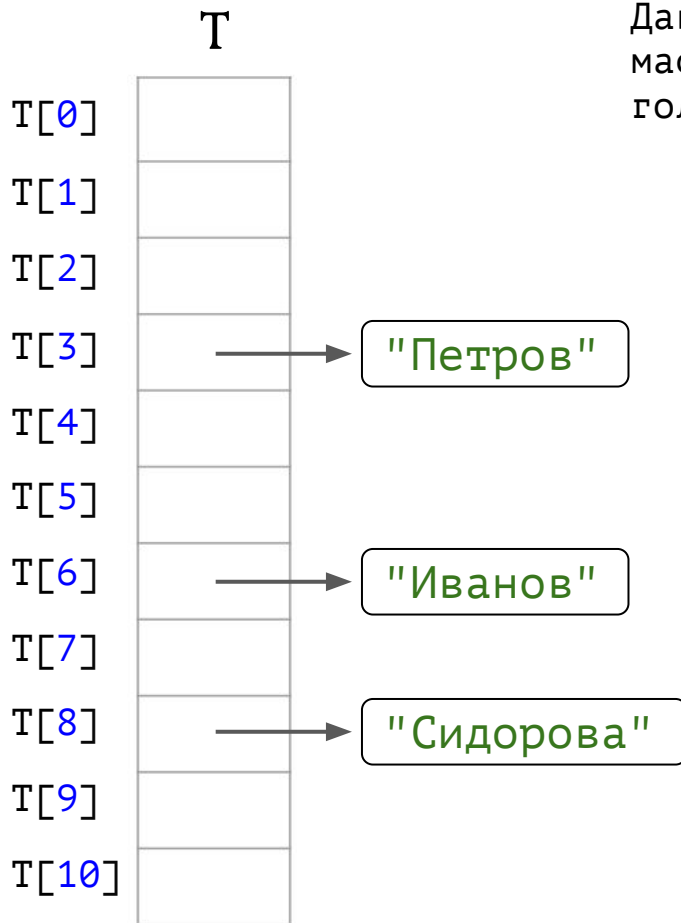 T
T[0]
T[1]
T[2]
T[3] "Петров"
T[4]
T[5]
T[6] "Иванов"
T[7]
T[8] "Сидорова"
T[9]
T[10]